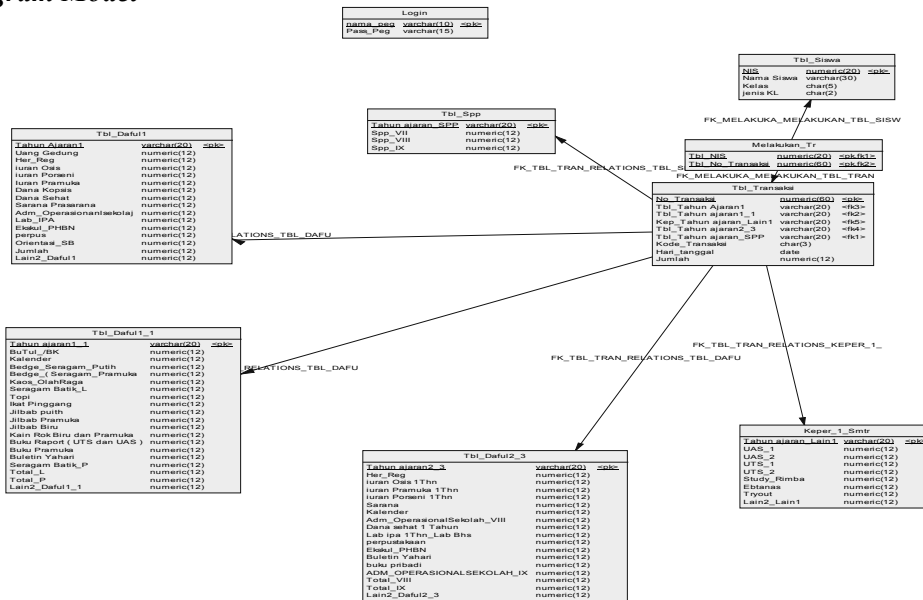 Login
nama_peg varchar(10) <pk>
Pass_Peg varchar(15)
Tbl_Siswa
NIS numeric(20) <pk>
Nama Siswa varchar(30)
Kelas char(5)
jenis KL char(2)
FK_MELAKUKA_MELAKUKAN_TBL_SISW
Tbl_Spp
Tahun ajaran_SPP varchar(20) <pk>
Spp_VII numeric(12)
Spp_VIII numeric(12)
Spp_IX numeric(12)
Melakukan_Tr
Tbl_NIS numeric(20) <pk,fk1>
Tbl_No_Transaksi numeric(60) <pk,fk2>
FK_TBL_TRAN_RELATIONS_TBL_S
FK_MELAKUKA_MELAKUKAN_TBL_TRAN
Tbl_Daful1
Tahun Ajaran1 varchar(20) <pk>
Uang Gedung numeric(12)
Her_Reg numeric(12)
iuran Osis numeric(12)
iuran Porseni numeric(12)
Iuran Pramuka numeric(12)
Dana Kopsis numeric(12)
Dana Sehat numeric(12)
Sarana Prasarana numeric(12)
Adm_Operasionanlsekolaj numeric(12)
Lab_IPA numeric(12)
Ekskul_PHBN numeric(12)
perpus numeric(12)
Orientasi_SB numeric(12)
Jumlah numeric(12)
Lain2_Daful1 numeric(12)
LATIONS_TBL_DAFU
Tbl_Transaksi
No_Transaksi numeric(60) <pk>
Tbl_Tahun Ajaran1 varchar(20) <fk3>
Tbl_Tahun ajaran1_1 varchar(20) <fk2>
Kep_Tahun ajaran_Lain1 varchar(20) <fk5>
Tbl_Tahun ajaran2_3 varchar(20) <fk4>
Tbl_Tahun ajaran_SPP varchar(20) <fk1>
Kode_Transaksi char(3)
Hari_tanggal date
Jumlah numeric(12)
Tbl_Daful1_1
Tahun ajaran1_1 varchar(20) <pk>
BuTul_/BK numeric(12)
Kalender numeric(12)
Bedge_Seragam_Putih numeric(12)
Bedge_( Seragam_Pramuka numeric(12)
Kaos_OlahRaga numeric(12)
Seragam Batik_L numeric(12)
Topi numeric(12)
Ikat Pinggang numeric(12)
Jilbab puith numeric(12)
Jilbab Pramuka numeric(12)
Jilbab Biru numeric(12)
Kain Rok Biru dan Pramuka numeric(12)
Buku Raport ( UTS dan UAS ) numeric(12)
Buku Pramuka numeric(12)
Buletin Yahari numeric(12)
Seragam Batik_P numeric(12)
Total_L numeric(12)
Total_P numeric(12)
Lain2_Daful1_1 numeric(12)
RELATIONS_TBL_DAFU
FK_TBL_TRAN_RELATIONS_TBL_DAFU
FK_TBL_TRAN_RELATIONS_KEPER_1_
Tbl_Daful2_3
Tahun ajaran2_3 varchar(20) <pk>
Her_Reg numeric(12)
iuran Osis 1Thn numeric(12)
iuran Pramuka 1Thn numeric(12)
iuran Porseni 1Thn numeric(12)
Sarana numeric(12)
Kalender numeric(12)
Adm_OperasionalSekolah_VIII numeric(12)
Dana sehat 1 Tahun numeric(12)
Lab ipa 1Thn_Lab Bhs numeric(12)
perpustakaan numeric(12)
Ekskul_PHBN numeric(12)
Buletin Yahari numeric(12)
buku pribadi numeric(12)
ADM_OPERASIONALSEKOLAH_IX numeric(12)
Total_VIII numeric(12)
Total_IX numeric(12)
Lain2_Daful2_3 numeric(12)
Keper_1_Smtr
Tahun ajaran_Lain1 varchar(20) <pk>
UAS_1 numeric(12)
UAS_2 numeric(12)
UTS_1 numeric(12)
UTS_2 numeric(12)
Study_Rimba numeric(12)
Ebtanas numeric(12)
Tryout numeric(12)
Lain2_Lain1 numeric(12)